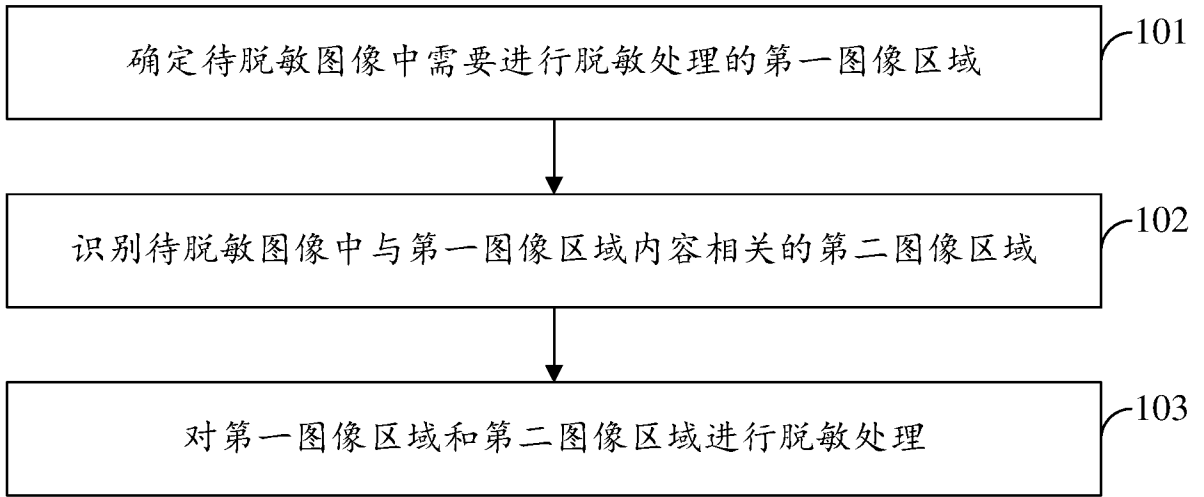 确定待脱敏图像中需要进行脱敏处理的第一图像区域
101
识别待脱敏图像中与第一图像区域内容相关的第二图像区域
102
对第一图像区域和第二图像区域进行脱敏处理
103